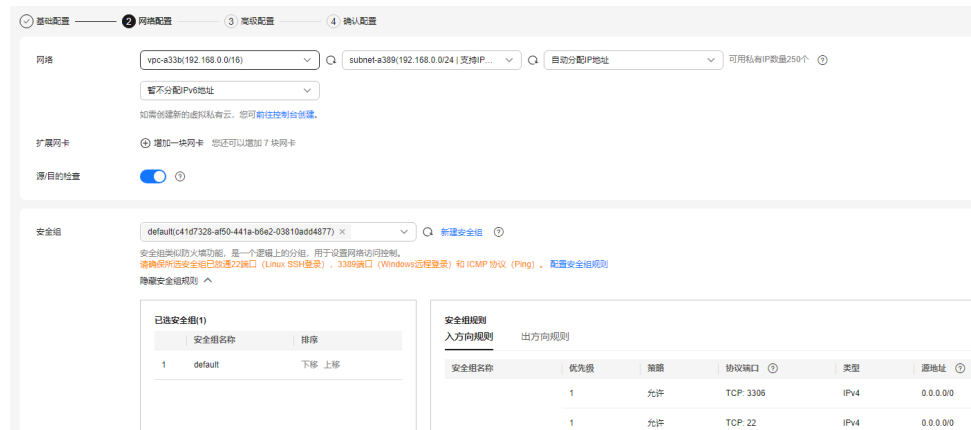 基础配置 2 网络配置 3 高级配置 4 确认配置
网络 vpc-a33b(192.168.0.0/16) subnet-a389(192.168.0.0/24 | 支持IP... 自动分配IP地址 可用私有IP数量250个 ?
暂不分配IPv6地址
如需创建新的虚拟私有云，您可前往控制台创建。
扩展网卡 增加一块网卡 您还可以增加 7 块网卡
源/目的检查 ?
安全组 default(c41d7328-af50-441a-b6e2-03810add4877) × 新建安全组 ?
安全组类似防火墙功能，是一个逻辑上的分组，用于设置网络访问控制。
请确保所选安全组已放通22端口（Linux SSH登录），3389端口（Windows远程登录）和 ICMP 协议（Ping）。 配置安全组规则
隐藏安全组规则
已选安全组(1) 安全组规则
入方向规则 出方向规则
安全组名称 排序
安全组名称 优先级 策略 协议端口 ? 类型 源地址 ?
1 default 下移 上移
1 允许 TCP: 3306 IPv4 0.0.0.0/0
1 允许 TCP: 22 IPv4 0.0.0.0/0